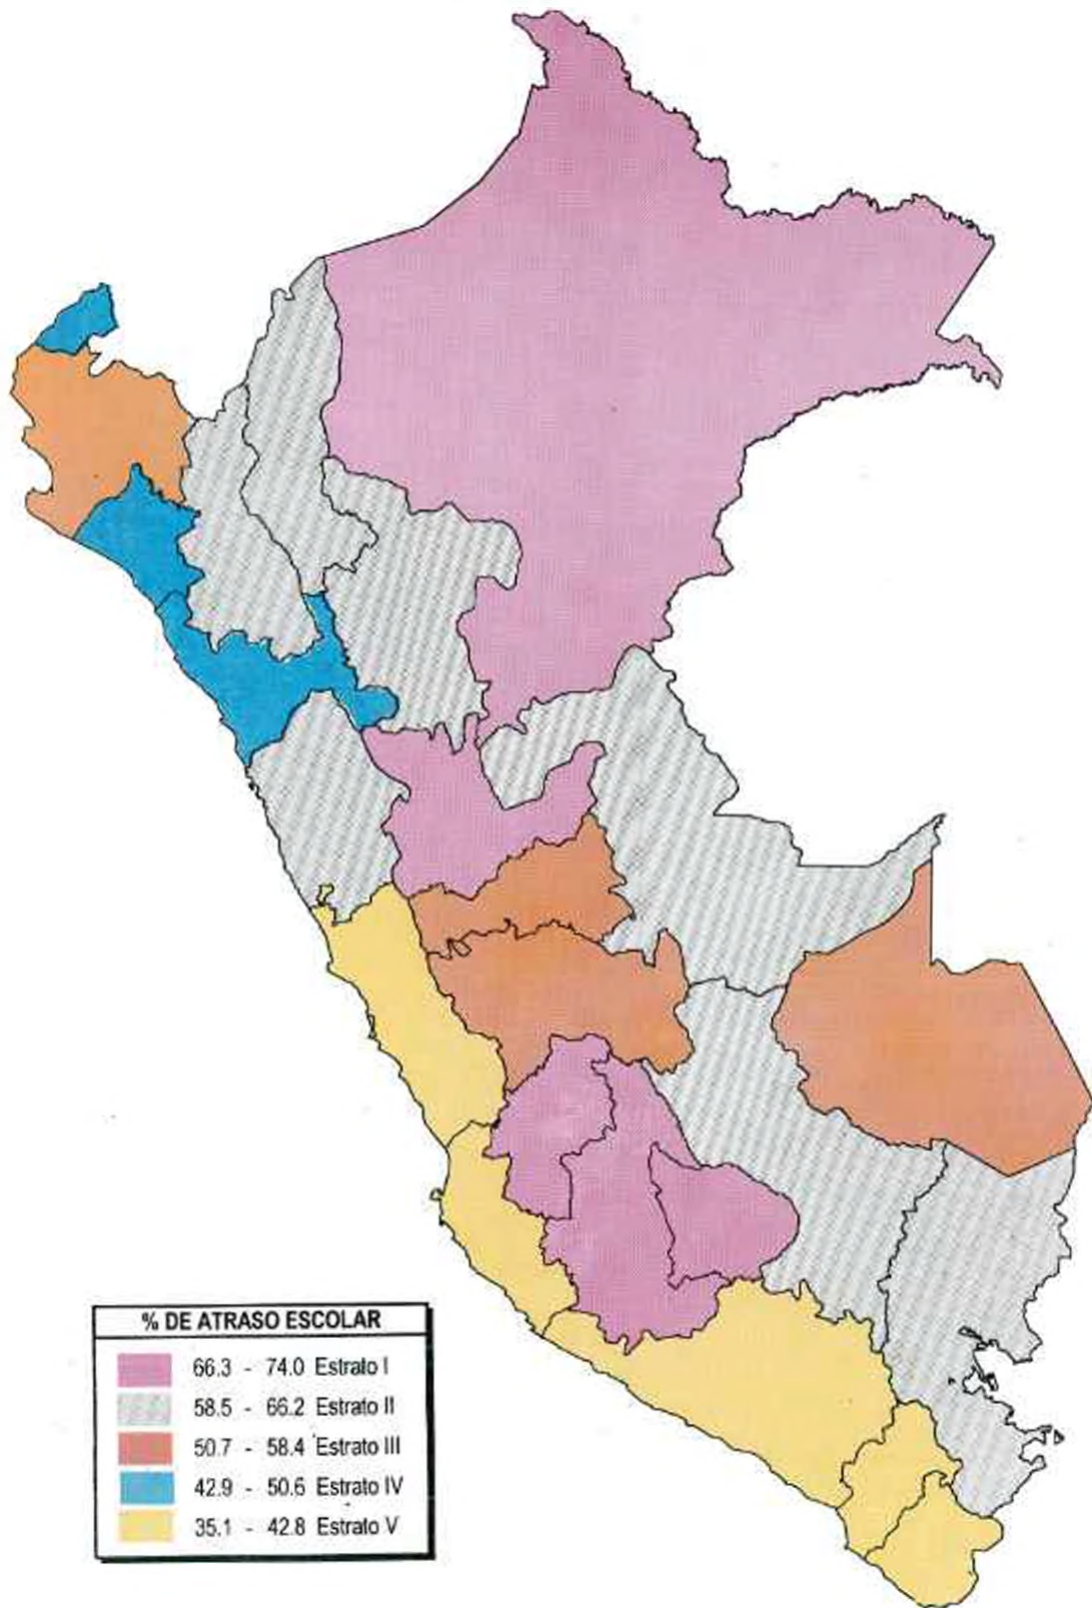 % DE ATRASO ESCOLAR
66.3 - 74.0 Estrato I
58.5 - 66.2 Estrato II
50.7 - 58.4 Estrato III
42.9 - 50.6 Estrato IV
35.1 - 42.8 Estrato V